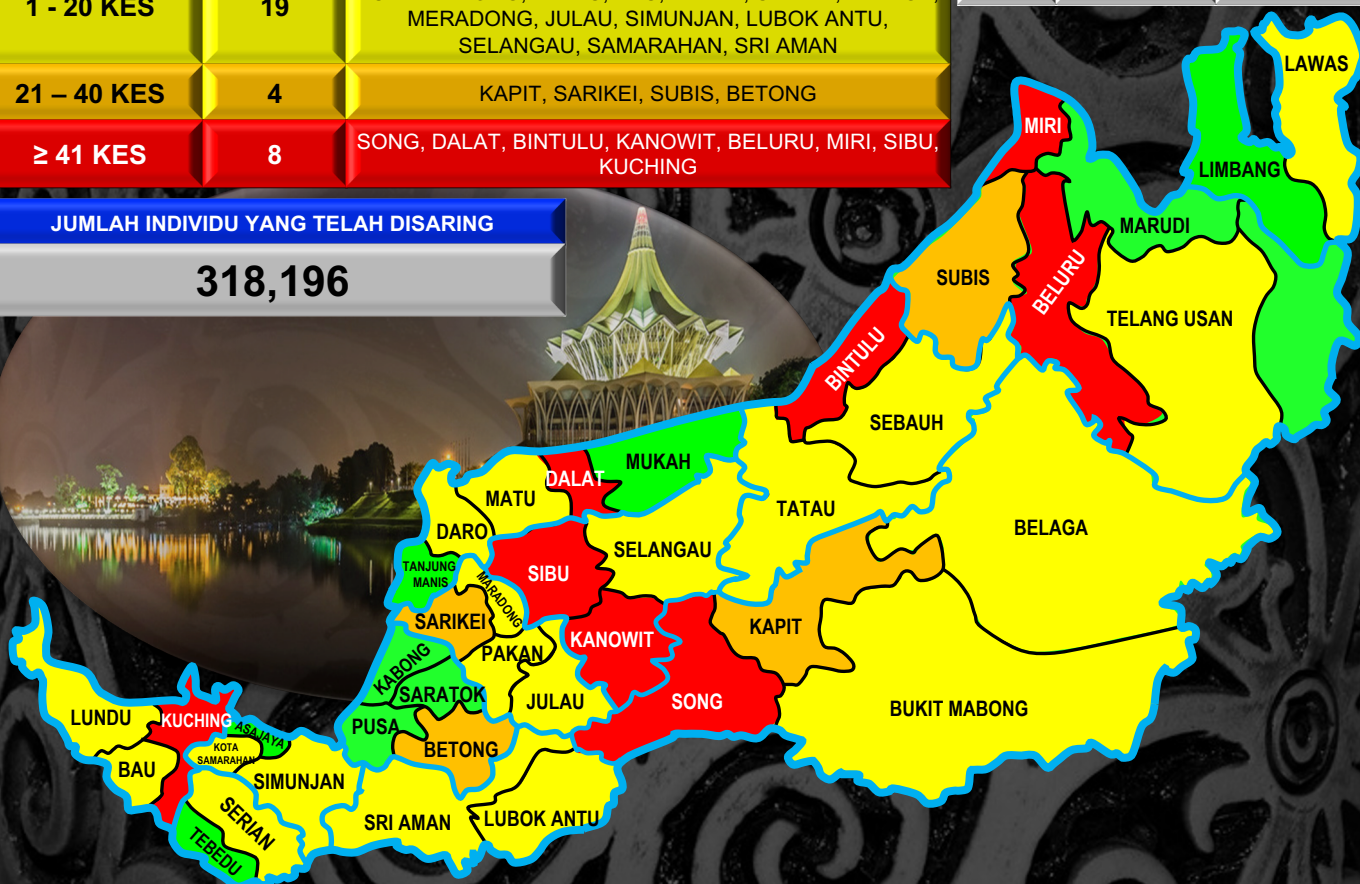 1 - 20 KES
19
MERADONG, JULAU, SIMUNJAN, LUBOK ANTU,
SELANGAU, SAMARAHAN, SRI AMAN
21 – 40 KES
4
KAPIT, SARIKEI, SUBIS, BETONG
≥ 41 KES
8
SONG, DALAT, BINTULU, KANOWIT, BELURU, MIRI, SIBU,
KUCHING
JUMLAH INDIVIDU YANG TELAH DISARING
318,196
LAWAS
MIRI
LIMBANG
MARUDI
SUBIS
BELURU
TELANG USAN
BINTULU
SEBAUH
MUKAH
DALAT
MATU
TATAU
DARO
BELAGA
SELANGAU
TANJUNG
MANIS
SIBU
MARADONG
SARIKEI
KAPIT
KANOWIT
PAKAN
KABONG
SARATOK
JULAU
SONG
BUKIT MABONG
LUNDU
KUCHING
ASAJAYA
PUSA
BETONG
KOTA
SAMARAHAN
BAU
SIMUNJAN
SERIAN
SRI AMAN
LUBOK ANTU
TEBEDU